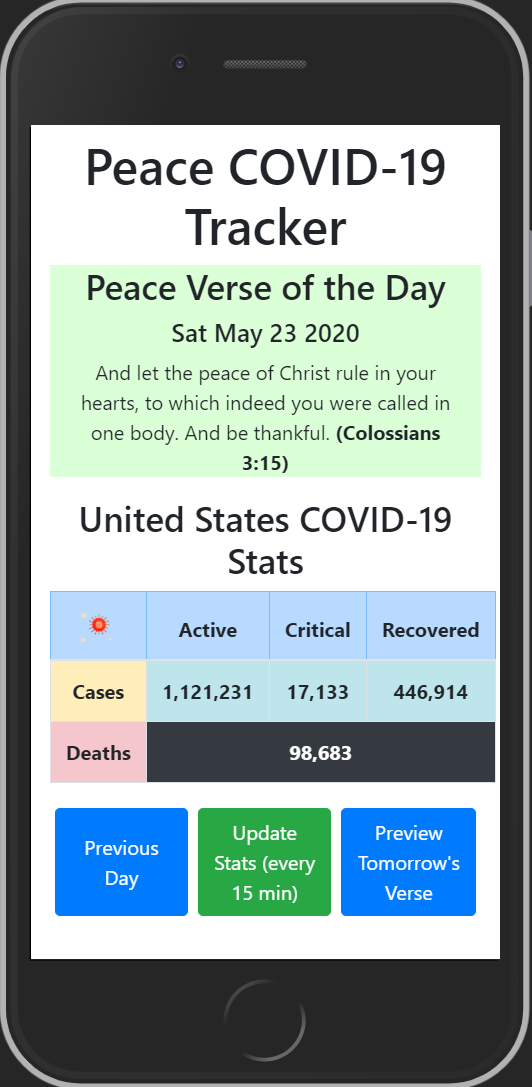 Peace COVID-19
Tracker
Peace Verse of the Day
Sat May 23 2020
And let the peace of Christ rule in your
hearts, to which indeed you were called in
one body. And be thankful. (Colossians
3:15)
United States COVID-19
Stats
Active Critical Recovered
Cases 1,121,231 17,133 446,914
Deaths 98,683
Previous
Day
Update
Stats (every
15 min)
Preview
Tomorrow's
Verse